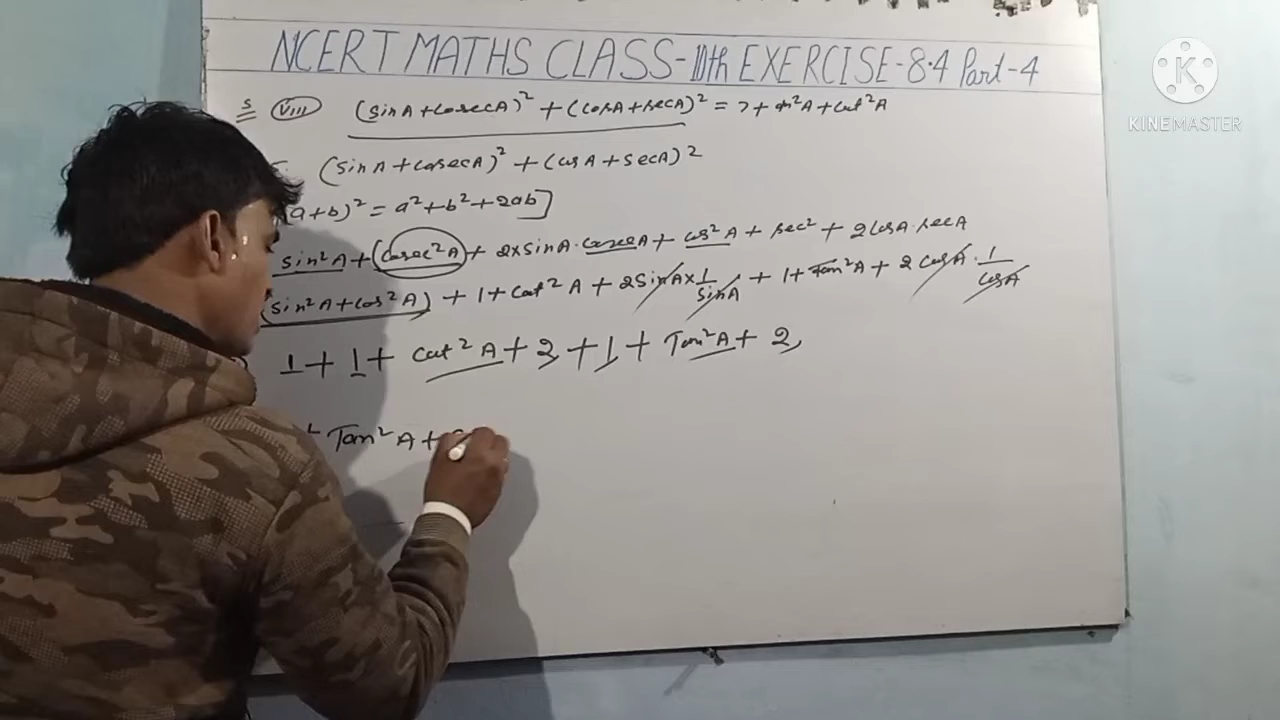 NCERT MATHS CLASS-10th EXERCISE-8.4 Part-4
K
KINEMASTER
S (VIII) (sinA+cosecA)² + (cosA+secA)² = 7+tan²A+cot²A
(sinA+cosecA)² + (cosA+secA)²
(a+b)² = a²+b²+2ab]
sin²A + (cosec²A) + 2×sinA.cosecA + cos²A + sec² + 2cosA.secA
(sin²A+cos²A) + 1+cot²A + 2sinA×1/sinA + 1+Tan²A + 2 cosA.1/cosA
1 + 1 + cot²A + 2 + 1 + Tan²A + 2
Tan²A +